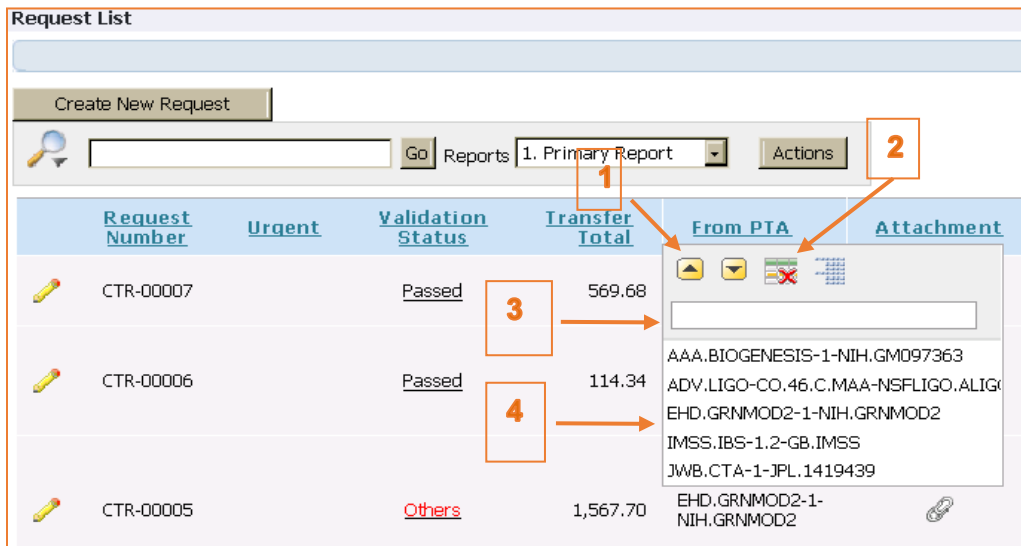 Request List
Create New Request
Go Reports 1. Primary Report Actions
2
1
Request Number Urgent Validation Status Transfer Total From PTA Attachment
CTR-00007 Passed 569.68
3
AAA.BIOGENESIS-1-NIH.GM097363
CTR-00006 Passed 114.34
ADV.LIGO-CO.46.C.MAA-NSFLIGO.ALIG
4
EHD.GRNMOD2-1-NIH.GRNMOD2
IMSS.IBS-1.2-GB.IMSS
JWB.CTA-1-JPL.1419439
CTR-00005 Others 1,567.70 EHD.GRNMOD2-1-
NIH.GRNMOD2